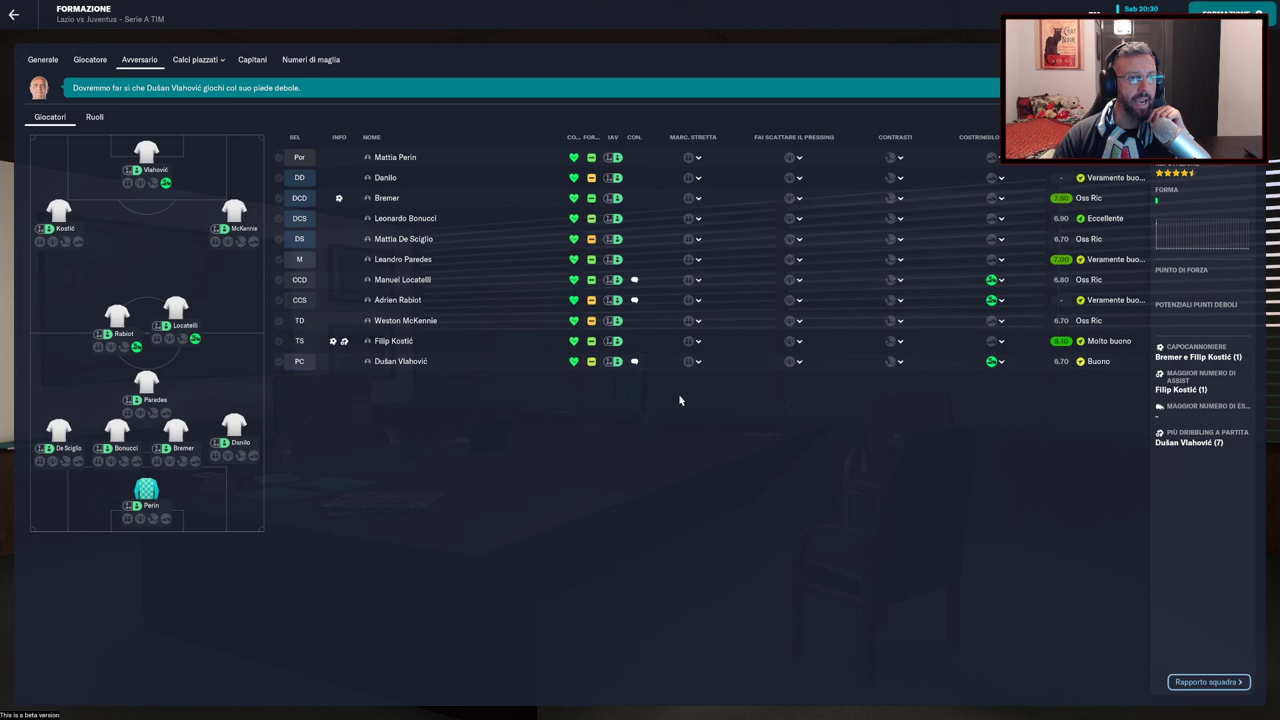 FORMAZIONE
Lazio vs Juventus - Serie A TIM
Sab 20:30
Generale
Giocatore
Avversario
Calci piazzati
Capitani
Numeri di maglia
Dovremmo far sì che Dušan Vlahović giochi col suo piede debole.
Giocatori
Ruoli
SEL INFO NOME CO... FOR... IAV CON. MARC. STRETTA FAI SCATTARE IL PRESSING CONTRASTI COSTRINGILO
Por Mattia Perin
DD Danilo - Veramente buo...
DCD Bremer 7.50 Oss Ric
DCS Leonardo Bonucci 6.90 Eccellente
DS Mattia De Sciglio 6.70 Oss Ric
M Leandro Paredes 7.00 Veramente buo...
CCD Manuel Locatelli 6.80 Oss Ric
CCS Adrien Rabiot - Veramente buo...
TD Weston McKennie 6.70 Oss Ric
TS Filip Kostić 8.10 Molto buono
PC Dušan Vlahović 6.70 Buono
Vlahović
Kostić
McKennie
Rabiot
Locatelli
Paredes
De Sciglio
Bonucci
Bremer
Danilo
Perin
CHAT
NOIR
FORMA
PUNTO DI FORZA
POTENZIALI PUNTI DEBOLI
CAPOCANNONIERE
Bremer e Filip Kostić (1)
MAGGIOR NUMERO DI
ASSIST
Filip Kostić (1)
MAGGIOR NUMERO DI ES...
-
PIÙ DRIBBLING A PARTITA
Dušan Vlahović (7)
Rapporto squadra
This is a beta version